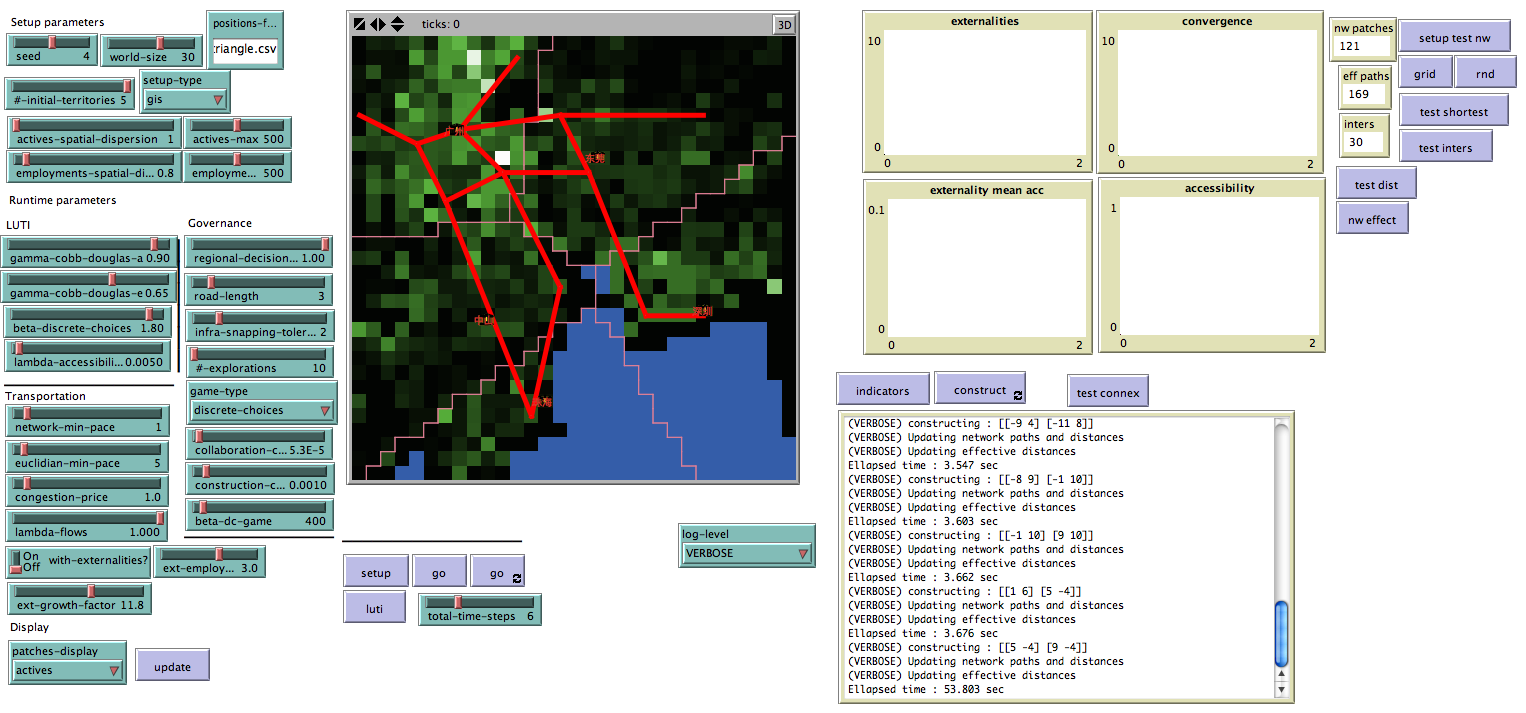 Setup parameters
seed 4
world-size 30
positions-f...
triangle.csv
#-initial-territories 5
setup-type
gis
actives-spatial-dispersion 1
actives-max 500
employments-spatial-di... 0.8
employme... 500
Runtime parameters
LUTI
gamma-cobb-douglas-a 0.90
gamma-cobb-douglas-e 0.65
beta-discrete-choices 1.80
lambda-accessibili... 0.0050
Governance
regional-decision... 1.00
road-length 3
infra-snapping-toler... 2
#-explorations 10
game-type
discrete-choices
collaboration-c... 5.3E-5
construction-c... 0.0010
beta-dc-game 400
Transportation
network-min-pace 1
euclidian-min-pace 5
congestion-price 1.0
lambda-flows 1.000
On
Off
with-externalities?
ext-employ... 3.0
ext-growth-factor 11.8
Display
patches-display
actives
update
ticks: 0
3D
广州
东莞
中山
深圳
珠海
setup
go
go
luti
total-time-steps 6
log-level
VERBOSE
externalities
10
0
0
2
convergence
10
0
0
2
externality mean acc
0.1
0
0
2
accessibility
1
0
0
2
nw patches
121
eff paths
169
inters
30
setup test nw
grid
rnd
test shortest
test inters
test dist
nw effect
indicators
construct
test connex
(VERBOSE) constructing : [[-9 4] [-11 8]]
(VERBOSE) Updating network paths and distances
(VERBOSE) Updating effective distances
Ellapsed time : 3.547 sec
(VERBOSE) constructing : [[-8 9] [-1 10]]
(VERBOSE) Updating network paths and distances
(VERBOSE) Updating effective distances
Ellapsed time : 3.603 sec
(VERBOSE) constructing : [[-1 10] [9 10]]
(VERBOSE) Updating network paths and distances
(VERBOSE) Updating effective distances
Ellapsed time : 3.662 sec
(VERBOSE) constructing : [[1 6] [5 -4]]
(VERBOSE) Updating network paths and distances
(VERBOSE) Updating effective distances
Ellapsed time : 3.676 sec
(VERBOSE) constructing : [[5 -4] [9 -4]]
(VERBOSE) Updating network paths and distances
(VERBOSE) Updating effective distances
Ellapsed time : 53.803 sec